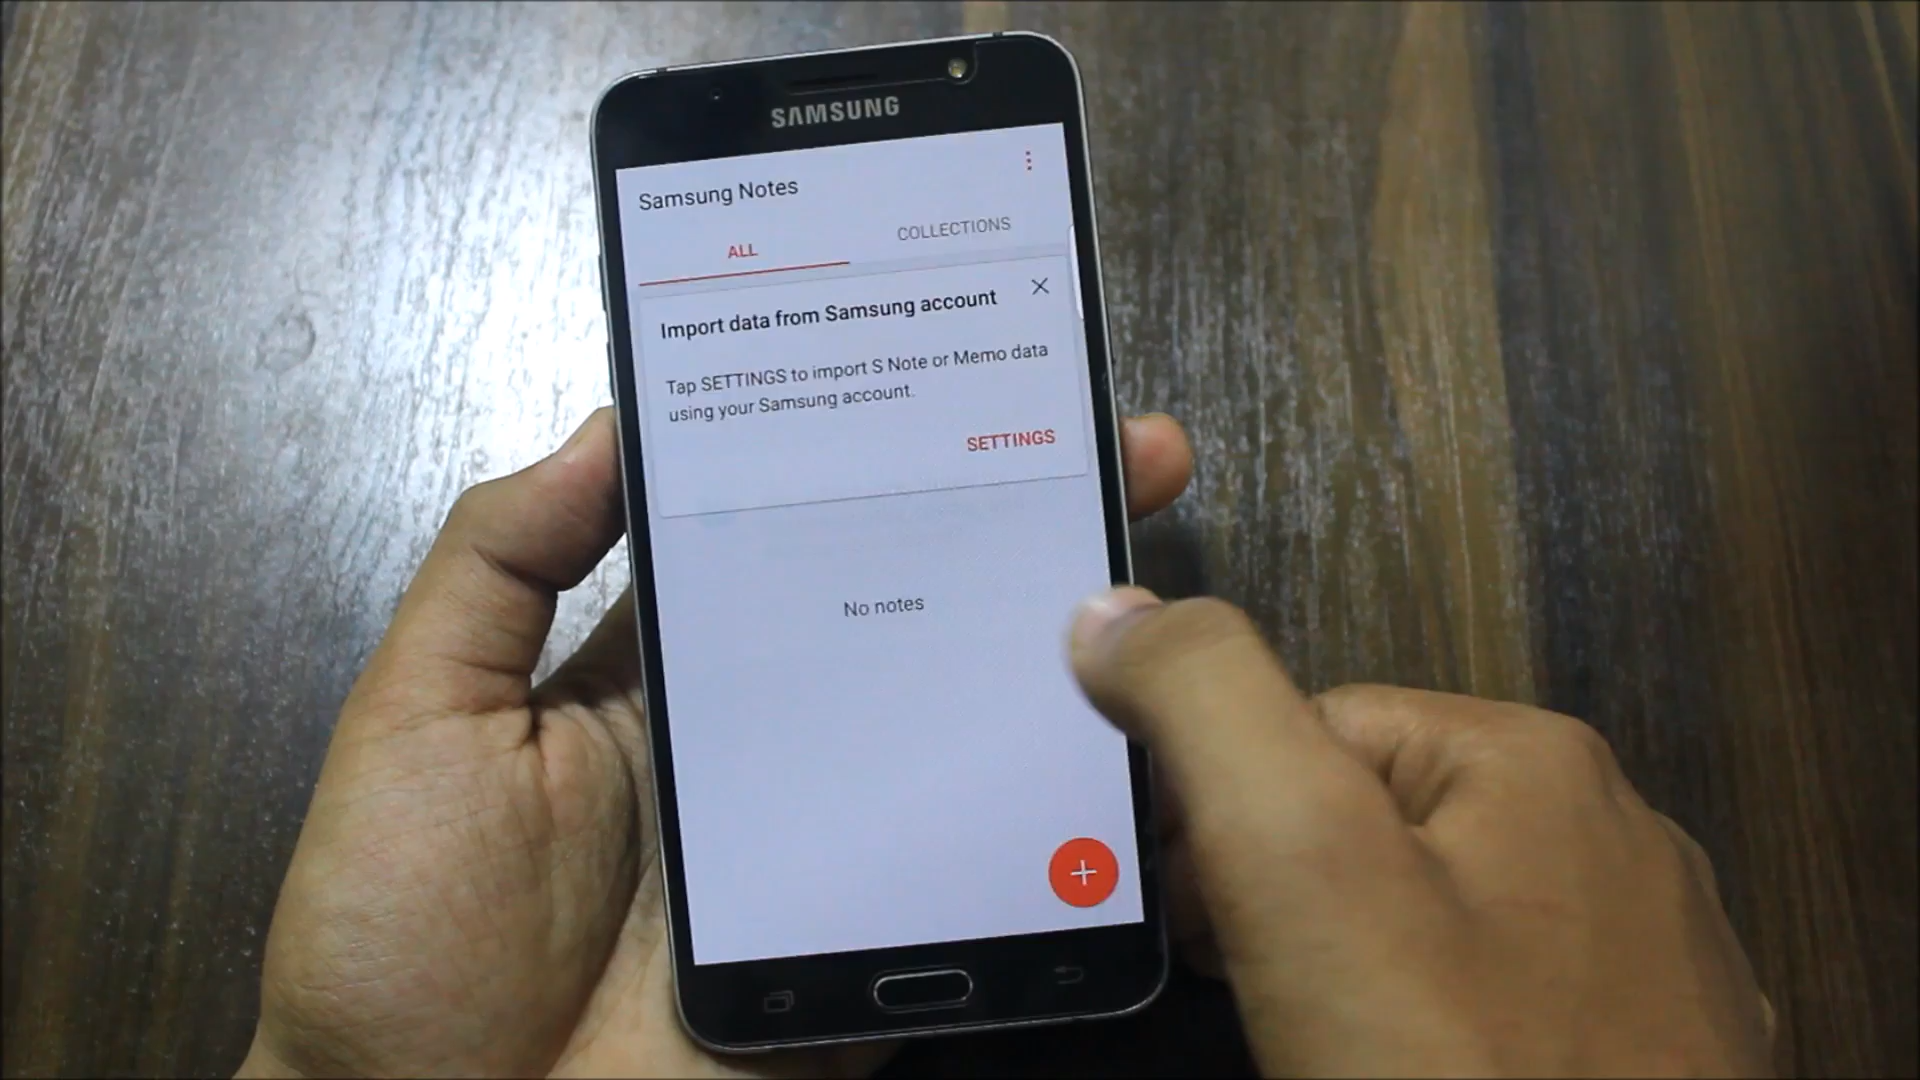 SAMSUNG
Samsung Notes
ALL
COLLECTIONS
Import data from Samsung account
Tap SETTINGS to import S Note or Memo data
using your Samsung account.
SETTINGS
No notes